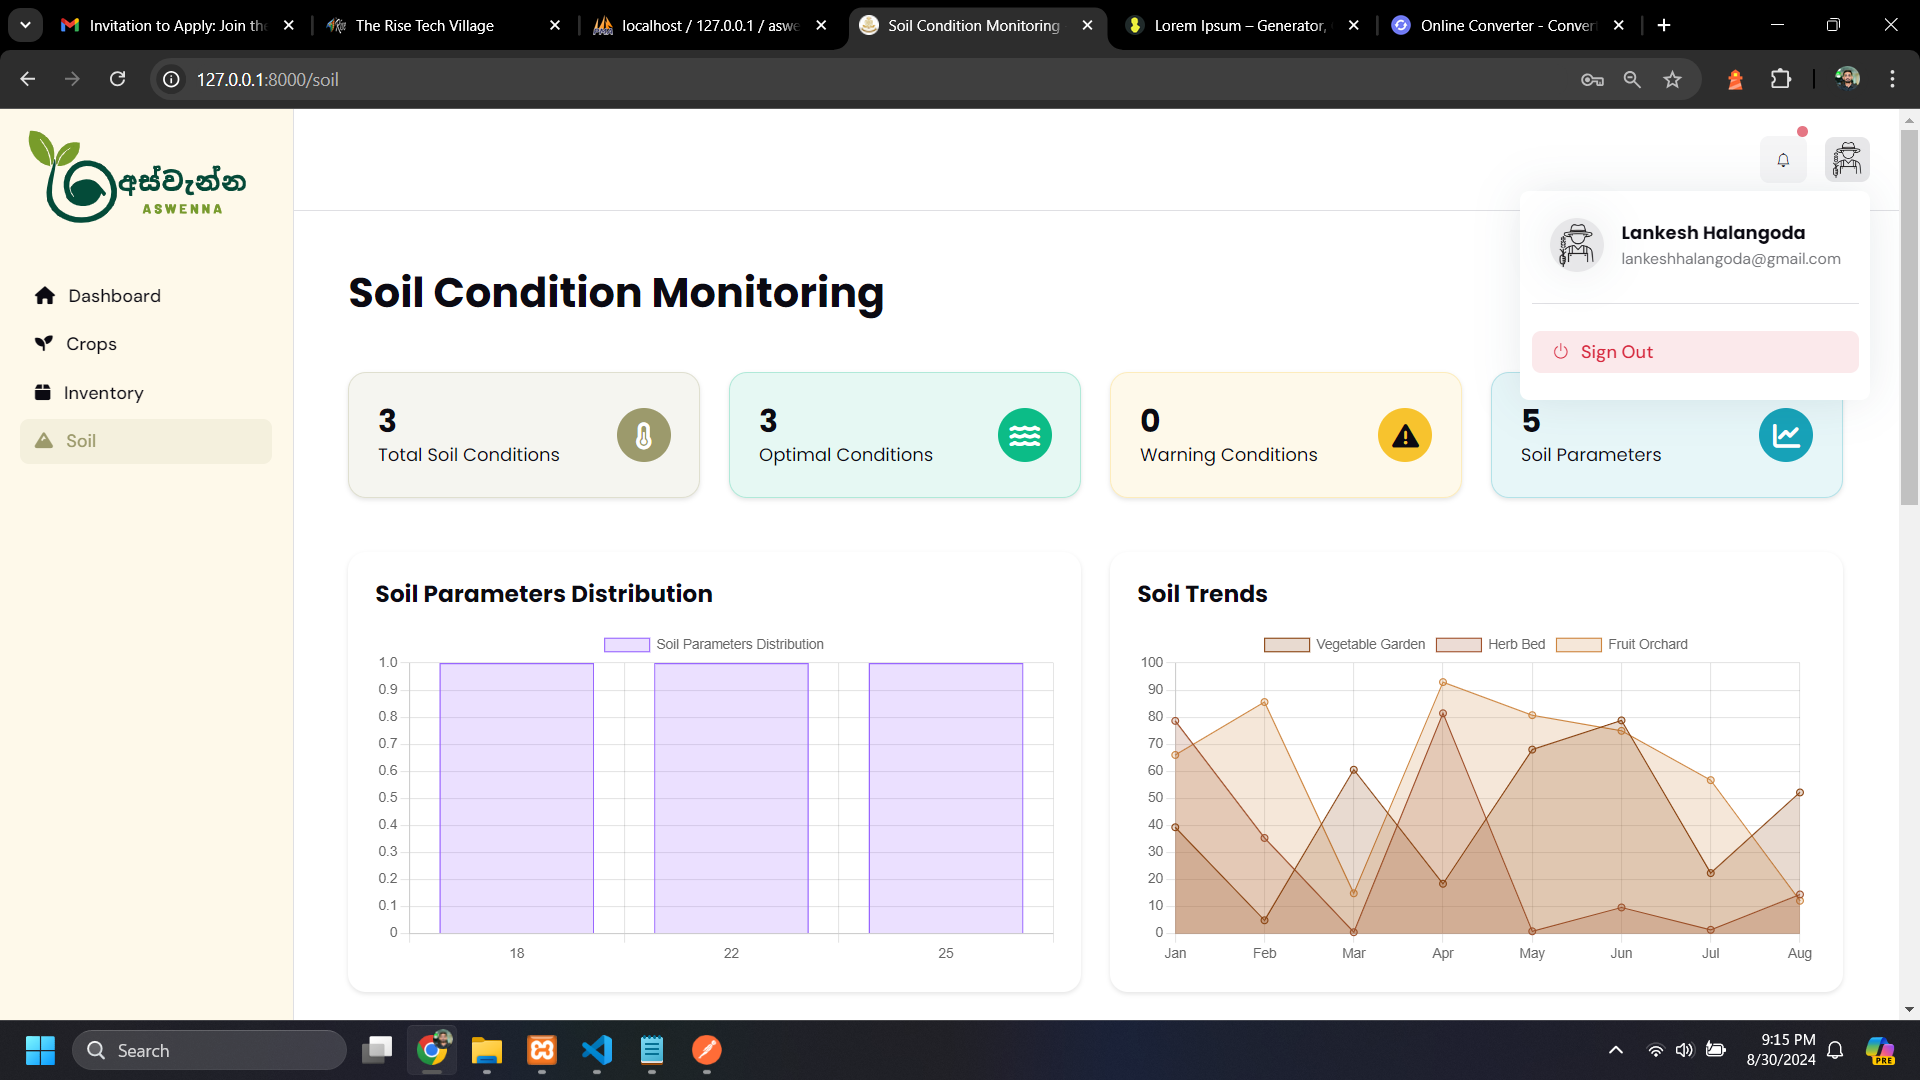 Invitation to Apply: Join the
The Rise Tech Village
localhost / 127.0.0.1 / aswe
Soil Condition Monitoring
Lorem Ipsum – Generator,
Online Converter - Conver
127.0.0.1:8000/soil
අස්වැන්න
ASWENNA
Dashboard
Crops
Inventory
Soil
Lankesh Halangoda
lankeshhalangoda@gmail.com
Sign Out
Soil Condition Monitoring
3
Total Soil Conditions
3
Optimal Conditions
0
Warning Conditions
5
Soil Parameters
Soil Parameters Distribution
Soil Parameters Distribution
1.0
0.9
0.8
0.7
0.6
0.5
0.4
0.3
0.2
0.1
0
18 22 25
Soil Trends
Vegetable Garden Herb Bed Fruit Orchard
100
90
80
70
60
50
40
30
20
10
0
Jan Feb Mar Apr May Jun Jul Aug
Search
9:15 PM
8/30/2024
PRE